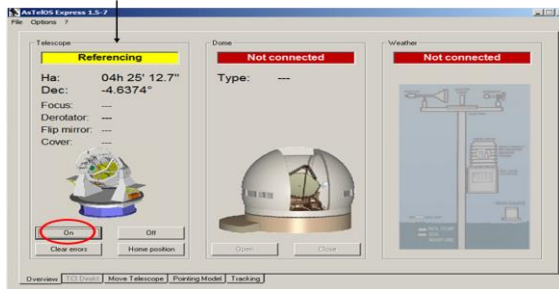 AsTelOS Express 1.5-7
File Options ?
Telescope
Referencing
Ha: 04h 25' 12.7"
Dec: -4.6374°
Focus: ---
Derotator: ---
Flip mirror: ---
Cover: ---
On Off
Clear errors Home position
Dome
Not connected
Type: ---
Open Close
Weather
Not connected
Overview TCI Direkt Move Telescope Pointing Model Tracking